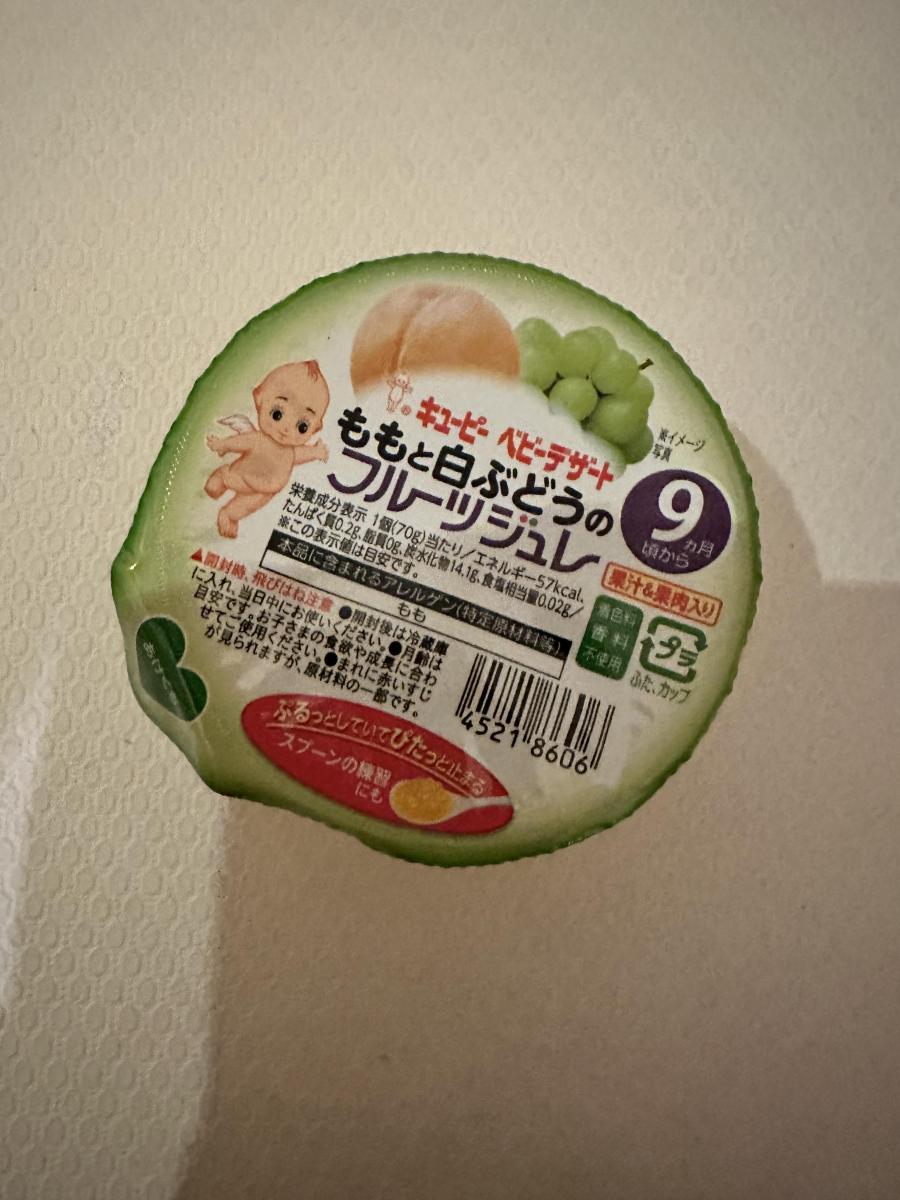 キユーピー ベビーデザート
ももと白ぶどうの
フルーツジュレ
※イメージ
写真
9
カ月
頃から
果汁&果肉入り
栄養成分表示 1個(70g)当たり/エネルギー57kcal、
たんぱく質0.2g、脂質0g、炭水化物14.1g、食塩相当量0.02g/
※この表示値は目安です。
本品に含まれるアレルゲン(特定原材料等)
もも
着色料
香料
不使用
プラ
ふた、カップ
▲開封時、飛びはね注意 ●開封後は冷蔵庫
に入れ、当日中にお使いください。●月齢は
目安です。お子さまの食欲や成長に合わ
せてご使用ください。●まれに赤いすじ
が見られますが、原材料の一部です。
あけくち
4521 8606
ぷるっとしていてぴたっと止まる
スプーンの練習
にも